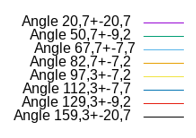 Angle 20,7+-20,7
Angle 50,7+-9,2
Angle 67,7+-7,7
Angle 82,7+-7,2
Angle 97,3+-7,2
Angle 112,3+-7,7
Angle 129,3+-9,2
Angle 159,3+-20,7